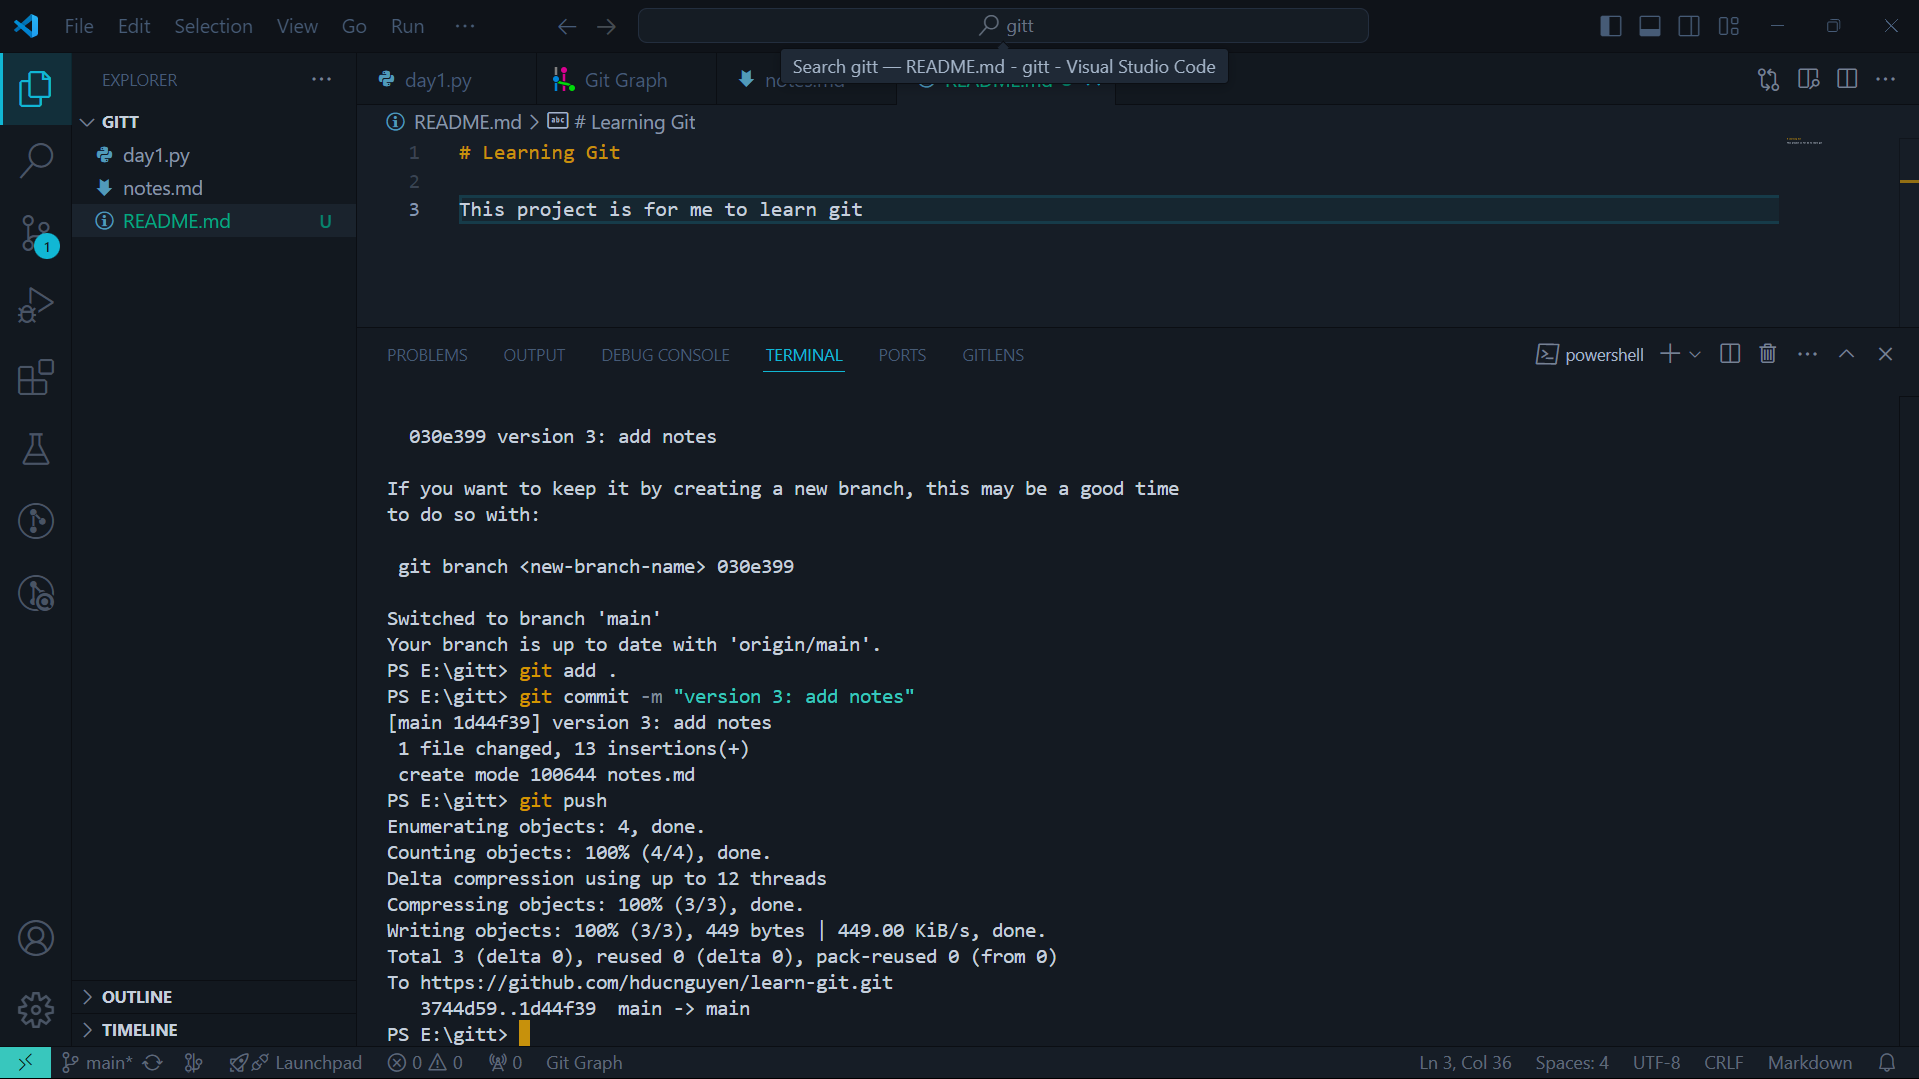 File Edit Selection View Go Run ··· gitt
Search gitt — README.md - gitt - Visual Studio Code
EXPLORER ···
day1.py Git Graph
GITT
README.md > # Learning Git
day1.py
notes.md
README.md U
1
1 # Learning Git
2
3 This project is for me to learn git
PROBLEMS OUTPUT DEBUG CONSOLE TERMINAL PORTS GITLENS powershell
030e399 version 3: add notes
If you want to keep it by creating a new branch, this may be a good time
to do so with:
git branch <new-branch-name> 030e399
Switched to branch 'main'
Your branch is up to date with 'origin/main'.
PS E:\gitt> git add .
PS E:\gitt> git commit -m "version 3: add notes"
[main 1d44f39] version 3: add notes
1 file changed, 13 insertions(+)
create mode 100644 notes.md
PS E:\gitt> git push
Enumerating objects: 4, done.
Counting objects: 100% (4/4), done.
Delta compression using up to 12 threads
Compressing objects: 100% (3/3), done.
Writing objects: 100% (3/3), 449 bytes | 449.00 KiB/s, done.
Total 3 (delta 0), reused 0 (delta 0), pack-reused 0 (from 0)
To https://github.com/hducnguyen/learn-git.git
3744d59..1d44f39 main -> main
PS E:\gitt>
OUTLINE
TIMELINE
main* Launchpad 0 0 0 Git Graph Ln 3, Col 36 Spaces: 4 UTF-8 CRLF Markdown